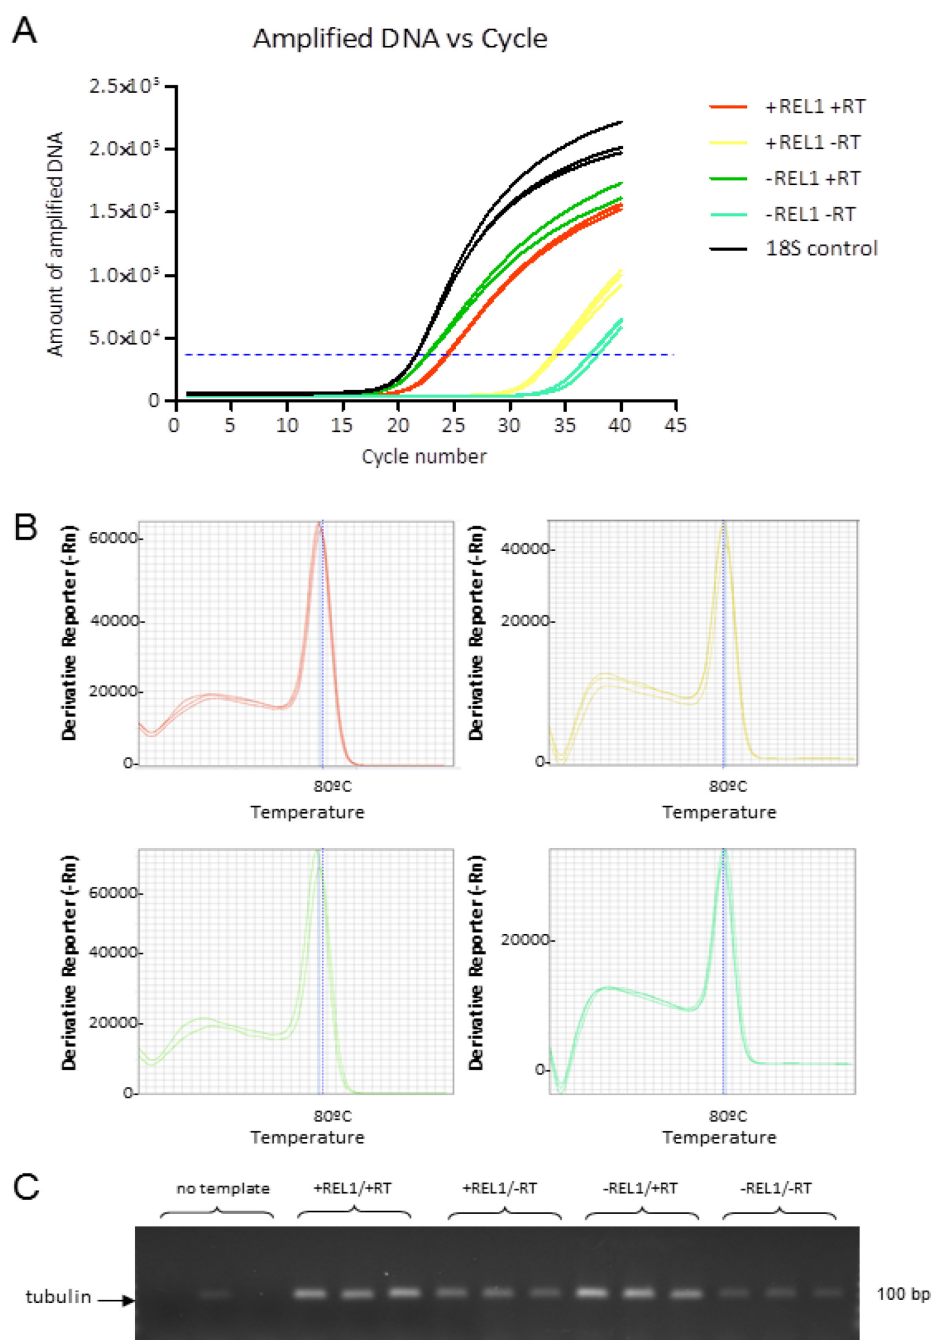 A
Amplified DNA vs Cycle
Amount of amplified DNA
2.5x10⁵
2.0x10⁵
1.5x10⁵
1.0x10⁵
5.0x10⁴
0
0 5 10 15 20 25 30 35 40 45
Cycle number
+REL1 +RT
+REL1 -RT
-REL1 +RT
-REL1 -RT
18S control
B
Derivative Reporter (-Rn)
60000
40000
20000
0
80ºC
Temperature
Derivative Reporter (-Rn)
40000
20000
0
80ºC
Temperature
Derivative Reporter (-Rn)
60000
40000
20000
0
80ºC
Temperature
Derivative Reporter (-Rn)
20000
0
80ºC
Temperature
C
no template +REL1/+RT +REL1/-RT -REL1/+RT -REL1/-RT
tubulin
100 bp